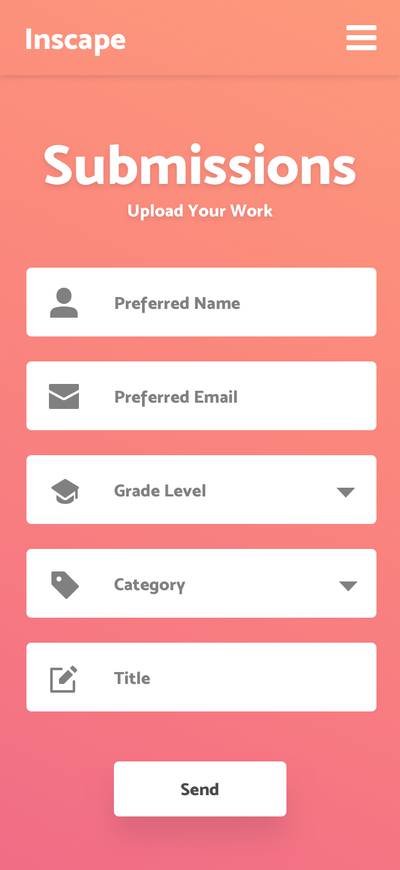 Inscape
Submissions
Upload Your Work
Preferred Name
Preferred Email
Grade Level
Category
Title
Send